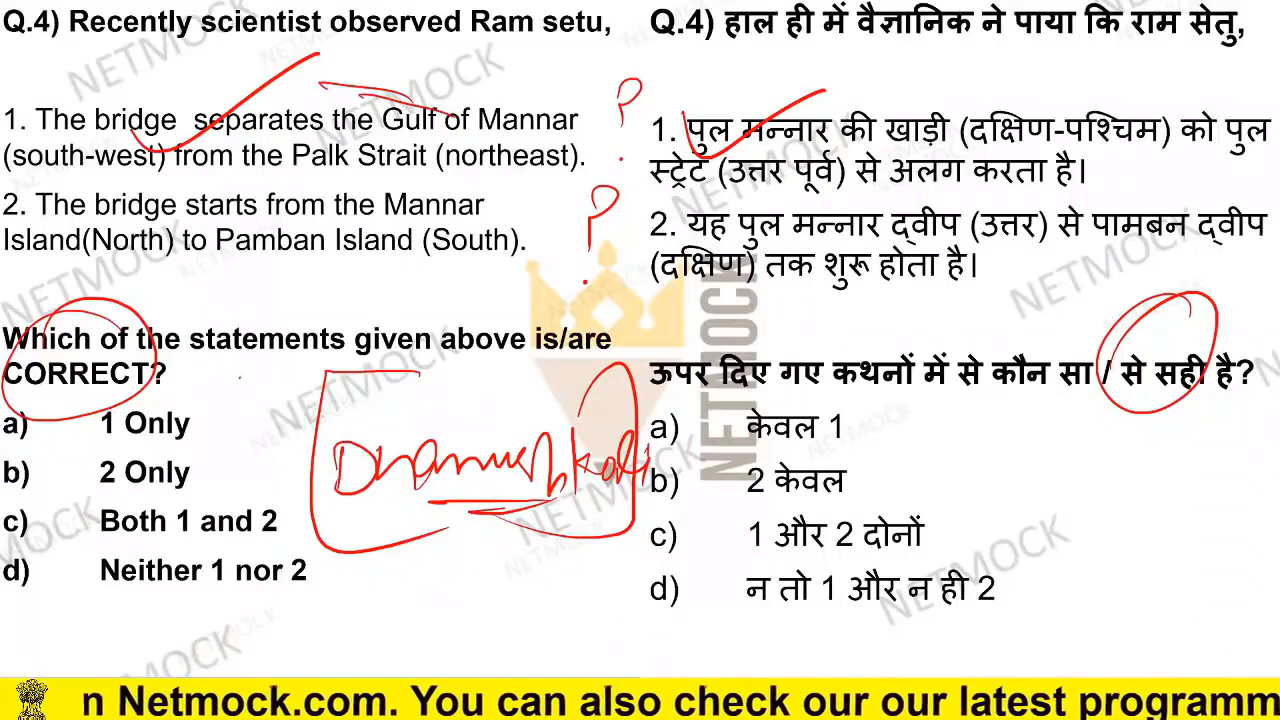 Q.4) Recently scientist observed Ram setu,
1. The bridge separates the Gulf of Mannar
(south-west) from the Palk Strait (northeast).
2. The bridge starts from the Mannar
Island(North) to Pamban Island (South).
Which of the statements given above is/are
CORRECT?
a) 1 Only
b) 2 Only
c) Both 1 and 2
d) Neither 1 nor 2
?
?
Dhanushkodi
Q.4) हाल ही में वैज्ञानिक ने पाया कि राम सेतु,
1. पुल मन्नार की खाड़ी (दक्षिण-पश्चिम) को पुल
स्ट्रेट (उत्तर पूर्व) से अलग करता है।
2. यह पुल मन्नार द्वीप (उत्तर) से पामबन द्वीप
(दक्षिण) तक शुरू होता है।
ऊपर दिए गए कथनों में से कौन सा / से सही है?
a) केवल 1
b) 2 केवल
c) 1 और 2 दोनों
d) न तो 1 और न ही 2
NETMOCK
n Netmock.com. You can also check our our latest programm